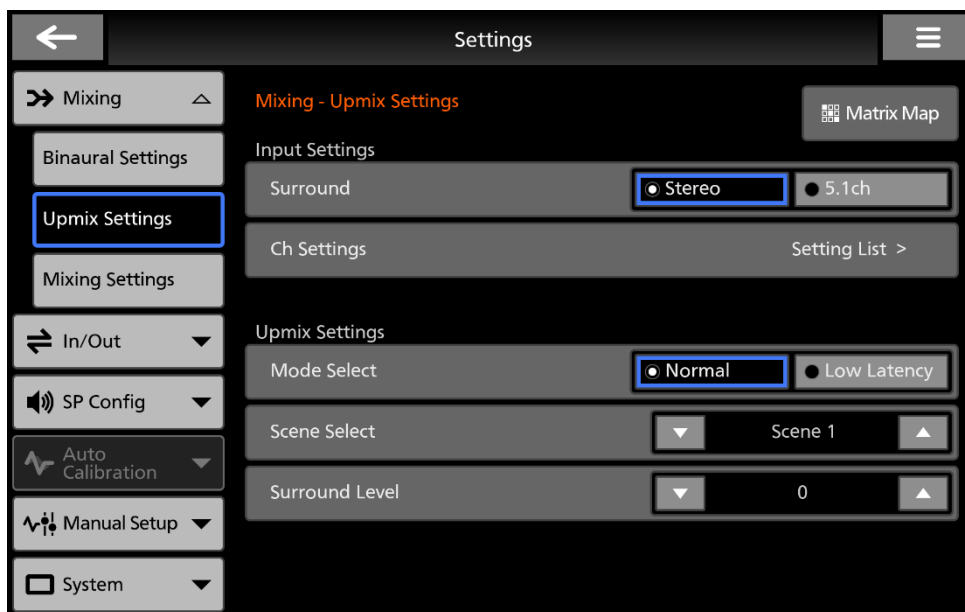 Settings
Mixing
Binaural Settings
Upmix Settings
Mixing Settings
In/Out
SP Config
Auto
Calibration
Manual Setup
System
Mixing - Upmix Settings
Matrix Map
Input Settings
Surround
Stereo
5.1ch
Ch Settings
Setting List >
Upmix Settings
Mode Select
Normal
Low Latency
Scene Select
Scene 1
Surround Level
0